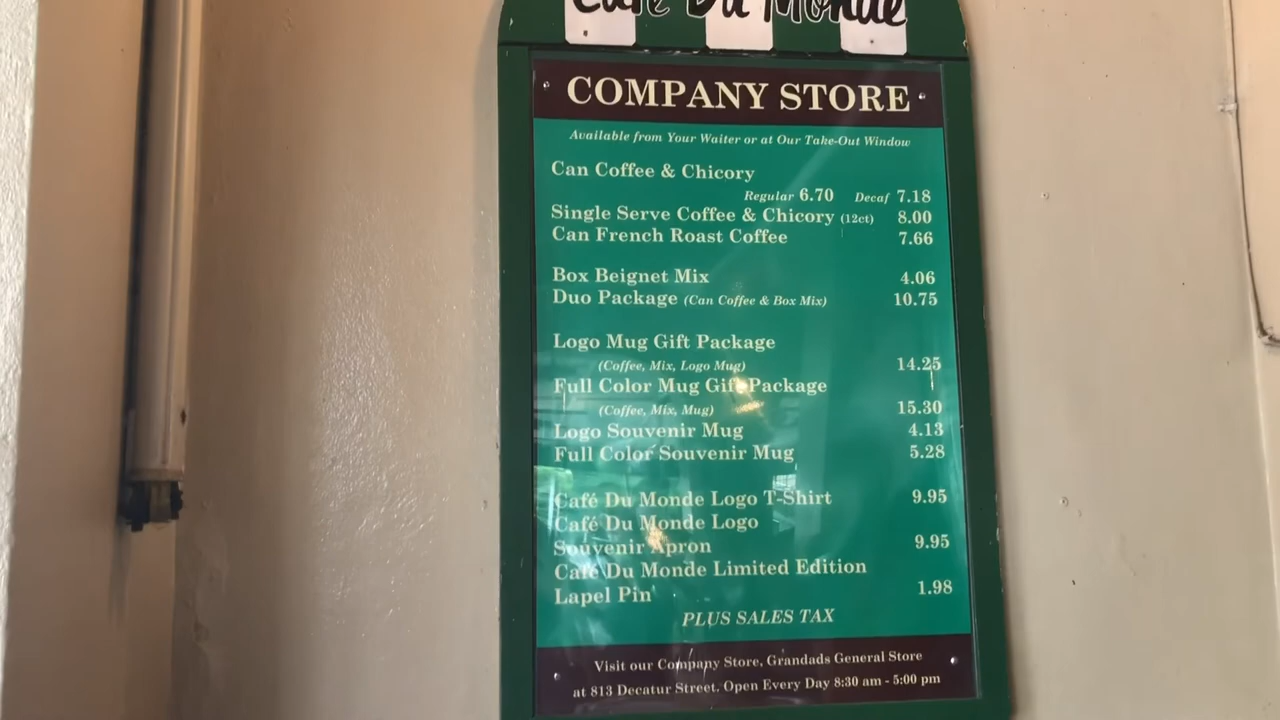 Café Du Monde
COMPANY STORE
Available from Your Waiter or at Our Take-Out Window
Can Coffee & Chicory
Regular 6.70 Decaf 7.18
Single Serve Coffee & Chicory (12ct) 8.00
Can French Roast Coffee 7.66
Box Beignet Mix 4.06
Duo Package (Can Coffee & Box Mix) 10.75
Logo Mug Gift Package
(Coffee, Mix, Logo Mug) 14.25
Full Color Mug Gift Package
(Coffee, Mix, Mug) 15.30
Logo Souvenir Mug 4.13
Full Color Souvenir Mug 5.28
Café Du Monde Logo T-Shirt 9.95
Café Du Monde Logo
Souvenir Apron 9.95
Café Du Monde Limited Edition
Lapel Pin 1.98
PLUS SALES TAX
Visit our Company Store, Grandads General Store
at 813 Decatur Street. Open Every Day 8:30 am - 5:00 pm